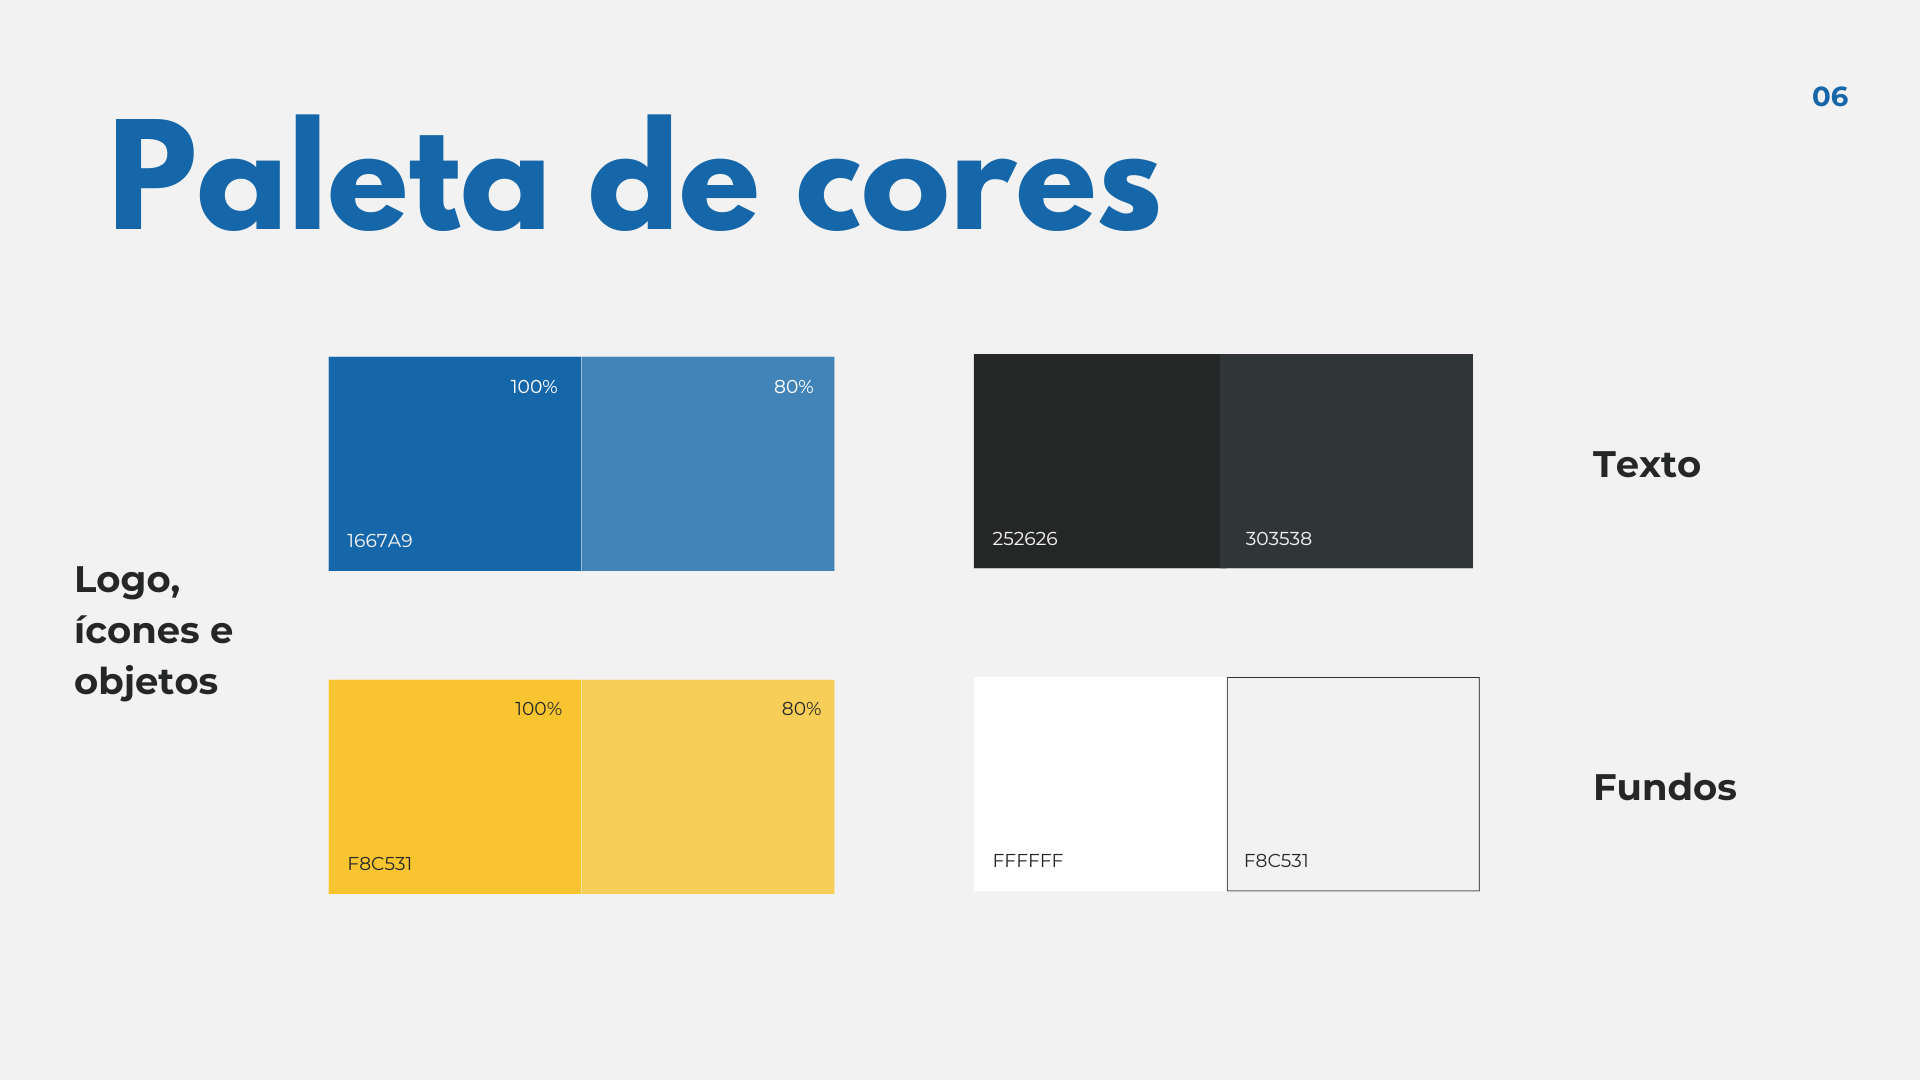 06
Paleta de cores
Logo,
ícones e
objetos
100%
80%
1667A9
100%
80%
F8C531
252626
303538
Texto
FFFFFF
F8C531
Fundos